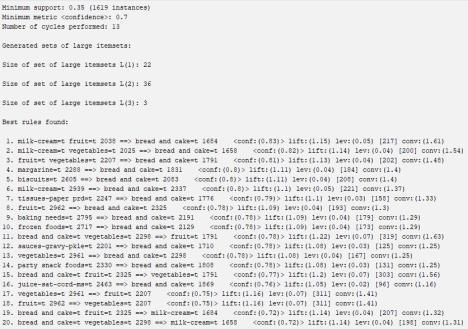 Minimum support: 0.35 (1619 instances)
Minimum metric <confidence>: 0.7
Number of cycles performed: 13
Generated sets of large itemsets:
Size of set of large itemsets L(1): 22
Size of set of large itemsets L(2): 36
Size of set of large itemsets L(3): 3
Best rules found:
1. milk-cream=t fruit=t 2038 ==> bread and cake=t 1684 <conf:(0.83)> lift:(1.15) lev:(0.05) [217] conv:(1.61)
2. milk-cream=t vegetables=t 2025 ==> bread and cake=t 1658 <conf:(0.82)> lift:(1.14) lev:(0.04) [200] conv:(1.54)
3. fruit=t vegetables=t 2207 ==> bread and cake=t 1791 <conf:(0.81)> lift:(1.13) lev:(0.04) [202] conv:(1.48)
4. margarine=t 2288 ==> bread and cake=t 1831 <conf:(0.8)> lift:(1.11) lev:(0.04) [184] conv:(1.4)
5. biscuits=t 2605 ==> bread and cake=t 2083 <conf:(0.8)> lift:(1.11) lev:(0.04) [208] conv:(1.4)
6. milk-cream=t 2939 ==> bread and cake=t 2337 <conf:(0.8)> lift:(1.1) lev:(0.05) [221] conv:(1.37)
7. tissues-paper prd=t 2247 ==> bread and cake=t 1776 <conf:(0.79)> lift:(1.1) lev:(0.03) [158] conv:(1.33)
8. fruit=t 2962 ==> bread and cake=t 2325 <conf:(0.78)> lift:(1.09) lev:(0.04) [193] conv:(1.3)
9. baking needs=t 2795 ==> bread and cake=t 2191 <conf:(0.78)> lift:(1.09) lev:(0.04) [179] conv:(1.29)
10. frozen foods=t 2717 ==> bread and cake=t 2129 <conf:(0.78)> lift:(1.09) lev:(0.04) [173] conv:(1.29)
11. bread and cake=t vegetables=t 2298 ==> fruit=t 1791 <conf:(0.78)> lift:(1.22) lev:(0.07) [319] conv:(1.63)
12. sauces-gravy-pkle=t 2201 ==> bread and cake=t 1710 <conf:(0.78)> lift:(1.08) lev:(0.03) [125] conv:(1.25)
13. vegetables=t 2961 ==> bread and cake=t 2298 <conf:(0.78)> lift:(1.08) lev:(0.04) [167] conv:(1.25)
14. party snack foods=t 2330 ==> bread and cake=t 1808 <conf:(0.78)> lift:(1.08) lev:(0.03) [131] conv:(1.25)
15. bread and cake=t fruit=t 2325 ==> vegetables=t 1791 <conf:(0.77)> lift:(1.2) lev:(0.07) [303] conv:(1.56)
16. juice-sat-cord-ms=t 2463 ==> bread and cake=t 1869 <conf:(0.76)> lift:(1.05) lev:(0.02) [96] conv:(1.16)
17. vegetables=t 2961 ==> fruit=t 2207 <conf:(0.75)> lift:(1.16) lev:(0.07) [311] conv:(1.41)
18. fruit=t 2962 ==> vegetables=t 2207 <conf:(0.75)> lift:(1.16) lev:(0.07) [311] conv:(1.41)
19. bread and cake=t fruit=t 2325 ==> milk-cream=t 1684 <conf:(0.72)> lift:(1.14) lev:(0.04) [207] conv:(1.32)
20. bread and cake=t vegetables=t 2298 ==> milk-cream=t 1658 <conf:(0.72)> lift:(1.14) lev:(0.04) [198] conv:(1.31)